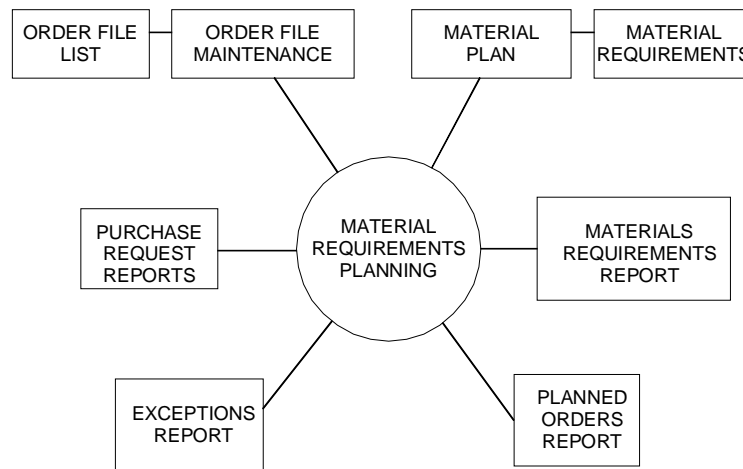 ORDER FILE
LIST
ORDER FILE
MAINTENANCE
MATERIAL
PLAN
MATERIAL
REQUIREMENTS
PURCHASE
REQUEST
REPORTS
MATERIAL
REQUIREMENTS
PLANNING
MATERIALS
REQUIREMENTS
REPORT
EXCEPTIONS
REPORT
PLANNED
ORDERS
REPORT